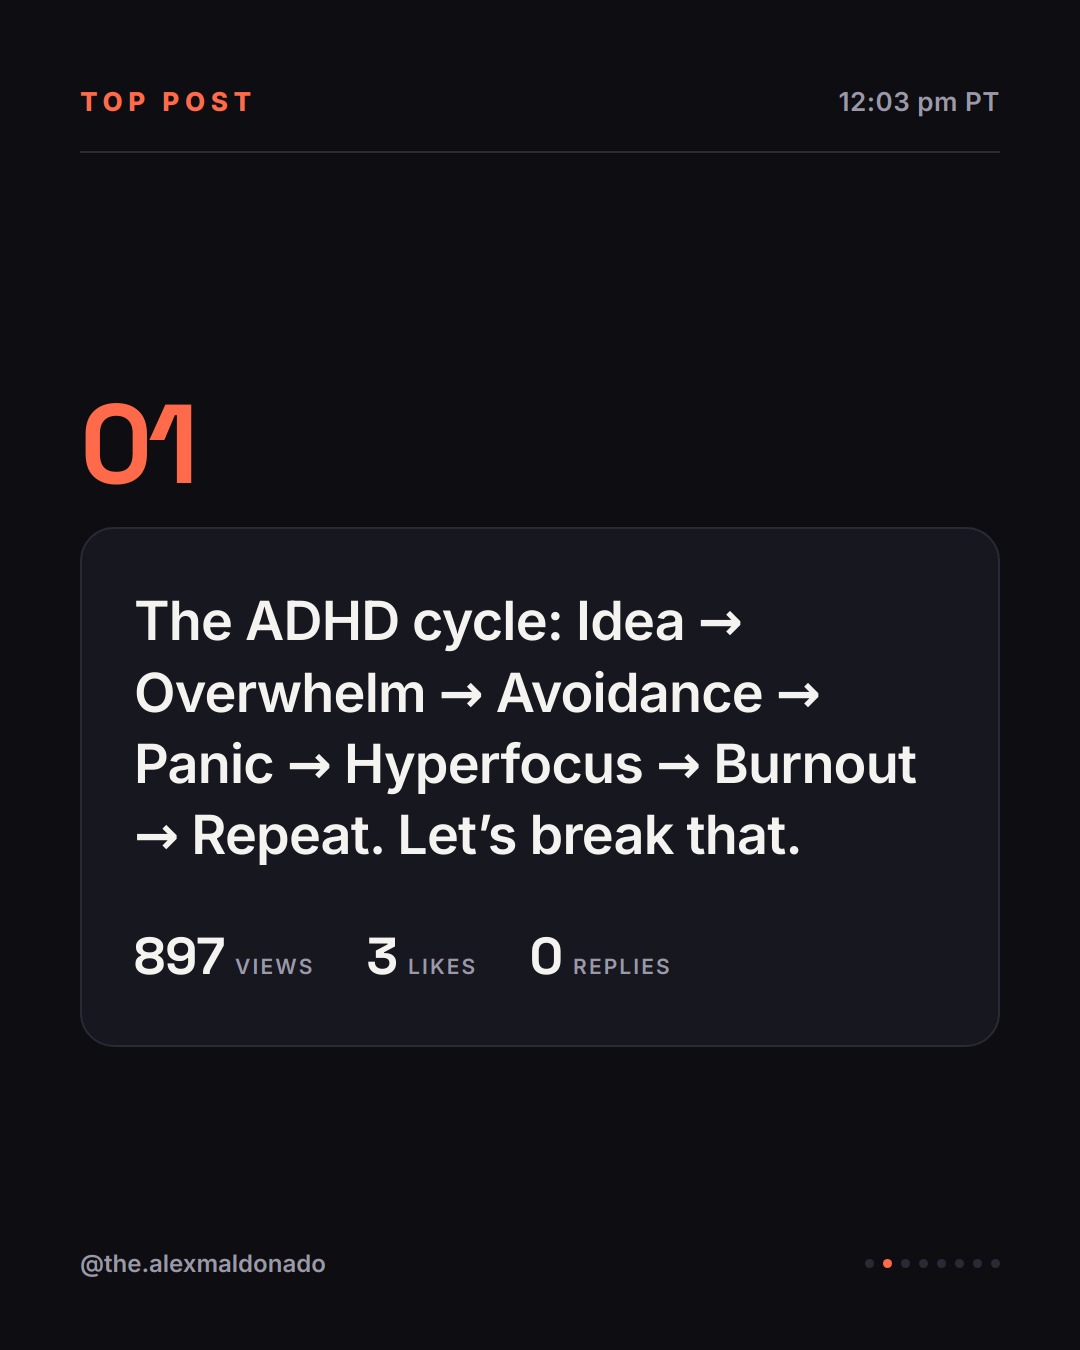 TOP POST
12:03 pm PT
01
The ADHD cycle: Idea →
Overwhelm → Avoidance →
Panic → Hyperfocus → Burnout
→ Repeat. Let’s break that.
897 VIEWS 3 LIKES 0 REPLIES
@the.alexmaldonado